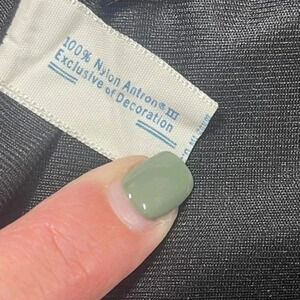 100% Nylon Antron® III
Exclusive of Decoration